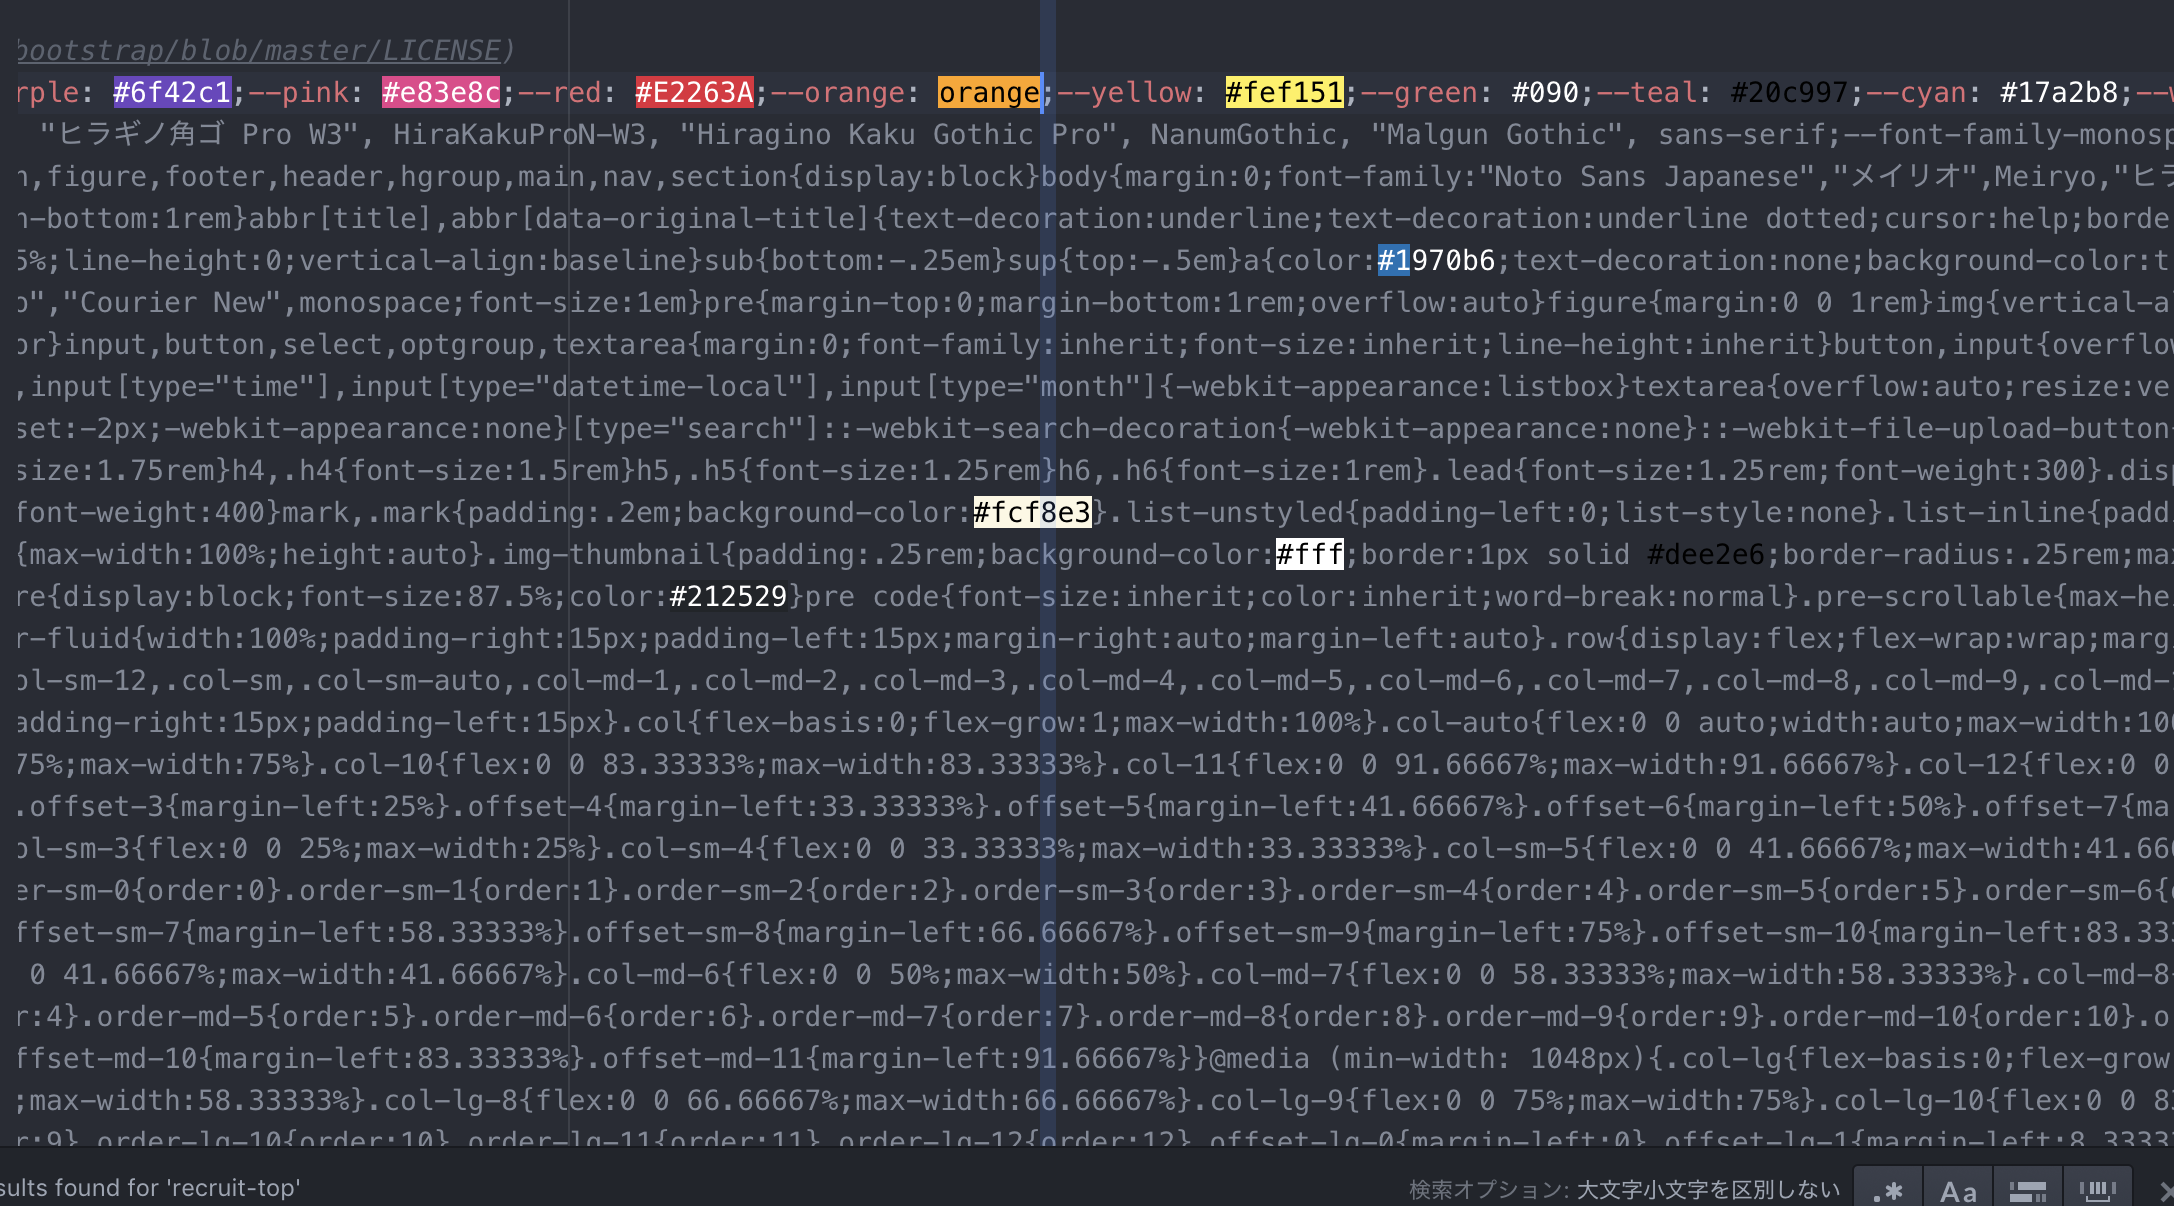 bootstrap/blob/master/LICENSE)
rple: #6f42c1;--pink: #e83e8c;--red: #E2263A;--orange: orange;--yellow: #fef151;--green: #090;--teal: #20c997;--cyan: #17a2b8;--
"ヒラギノ角ゴ Pro W3", HiraKakuProN-W3, "Hiragino Kaku Gothic Pro", NanumGothic, "Malgun Gothic", sans-serif;--font-family-monosp
n,figure,footer,header,hgroup,main,nav,section{display:block}body{margin:0;font-family:"Noto Sans Japanese","メイリオ",Meiryo,"ヒラ
n-bottom:1rem}abbr[title],abbr[data-original-title]{text-decoration:underline;text-decoration:underline dotted;cursor:help;borde
5%;line-height:0;vertical-align:baseline}sub{bottom:-.25em}sup{top:-.5em}a{color:#1970b6;text-decoration:none;background-color:t
o","Courier New",monospace;font-size:1em}pre{margin-top:0;margin-bottom:1rem;overflow:auto}figure{margin:0 0 1rem}img{vertical-a
or}input,button,select,optgroup,textarea{margin:0;font-family:inherit;font-size:inherit;line-height:inherit}button,input{overflow
,input[type="time"],input[type="datetime-local"],input[type="month"]{-webkit-appearance:listbox}textarea{overflow:auto;resize:ve
set:-2px;-webkit-appearance:none}[type="search"]::-webkit-search-decoration{-webkit-appearance:none}::-webkit-file-upload-button
size:1.75rem}h4,.h4{font-size:1.5rem}h5,.h5{font-size:1.25rem}h6,.h6{font-size:1rem}.lead{font-size:1.25rem;font-weight:300}.disp
font-weight:400}mark,.mark{padding:.2em;background-color:#fcf8e3}.list-unstyled{padding-left:0;list-style:none}.list-inline{padd
{max-width:100%;height:auto}.img-thumbnail{padding:.25rem;background-color:#fff;border:1px solid #dee2e6;border-radius:.25rem;max
re{display:block;font-size:87.5%;color:#212529}pre code{font-size:inherit;color:inherit;word-break:normal}.pre-scrollable{max-he
r-fluid{width:100%;padding-right:15px;padding-left:15px;margin-right:auto;margin-left:auto}.row{display:flex;flex-wrap:wrap;marg
ol-sm-12,.col-sm,.col-sm-auto,.col-md-1,.col-md-2,.col-md-3,.col-md-4,.col-md-5,.col-md-6,.col-md-7,.col-md-8,.col-md-9,.col-md-
adding-right:15px;padding-left:15px}.col{flex-basis:0;flex-grow:1;max-width:100%}.col-auto{flex:0 0 auto;width:auto;max-width:100
75%;max-width:75%}.col-10{flex:0 0 83.33333%;max-width:83.33333%}.col-11{flex:0 0 91.66667%;max-width:91.66667%}.col-12{flex:0 0
.offset-3{margin-left:25%}.offset-4{margin-left:33.33333%}.offset-5{margin-left:41.66667%}.offset-6{margin-left:50%}.offset-7{ma
ol-sm-3{flex:0 0 25%;max-width:25%}.col-sm-4{flex:0 0 33.33333%;max-width:33.33333%}.col-sm-5{flex:0 0 41.66667%;max-width:41.66
er-sm-0{order:0}.order-sm-1{order:1}.order-sm-2{order:2}.order-sm-3{order:3}.order-sm-4{order:4}.order-sm-5{order:5}.order-sm-6{
ffset-sm-7{margin-left:58.33333%}.offset-sm-8{margin-left:66.66667%}.offset-sm-9{margin-left:75%}.offset-sm-10{margin-left:83.33
0 41.66667%;max-width:41.66667%}.col-md-6{flex:0 0 50%;max-width:50%}.col-md-7{flex:0 0 58.33333%;max-width:58.33333%}.col-md-8
r:4}.order-md-5{order:5}.order-md-6{order:6}.order-md-7{order:7}.order-md-8{order:8}.order-md-9{order:9}.order-md-10{order:10}.o
ffset-md-10{margin-left:83.33333%}.offset-md-11{margin-left:91.66667%}}@media (min-width: 1048px){.col-lg{flex-basis:0;flex-grow
;max-width:58.33333%}.col-lg-8{flex:0 0 66.66667%;max-width:66.66667%}.col-lg-9{flex:0 0 75%;max-width:75%}.col-lg-10{flex:0 0 8
r:9}.order-lg-10{order:10}.order-lg-11{order:11}.order-lg-12{order:12}.offset-lg-0{margin-left:0}.offset-lg-1{margin-left:8.3333
sults found for 'recruit-top'
検索オプション: 大文字小文字を区別しない
.* Aa